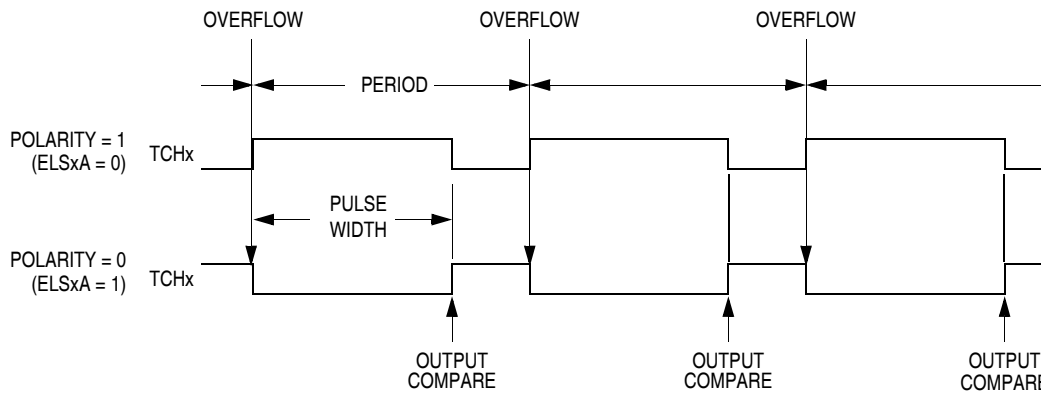 OVERFLOW
OVERFLOW
OVERFLOW
PERIOD
POLARITY = 1
(ELSxA = 0)
TCHx
PULSE
WIDTH
POLARITY = 0
(ELSxA = 1)
TCHx
OUTPUT
COMPARE
OUTPUT
COMPARE
OUTPUT
COMPARE